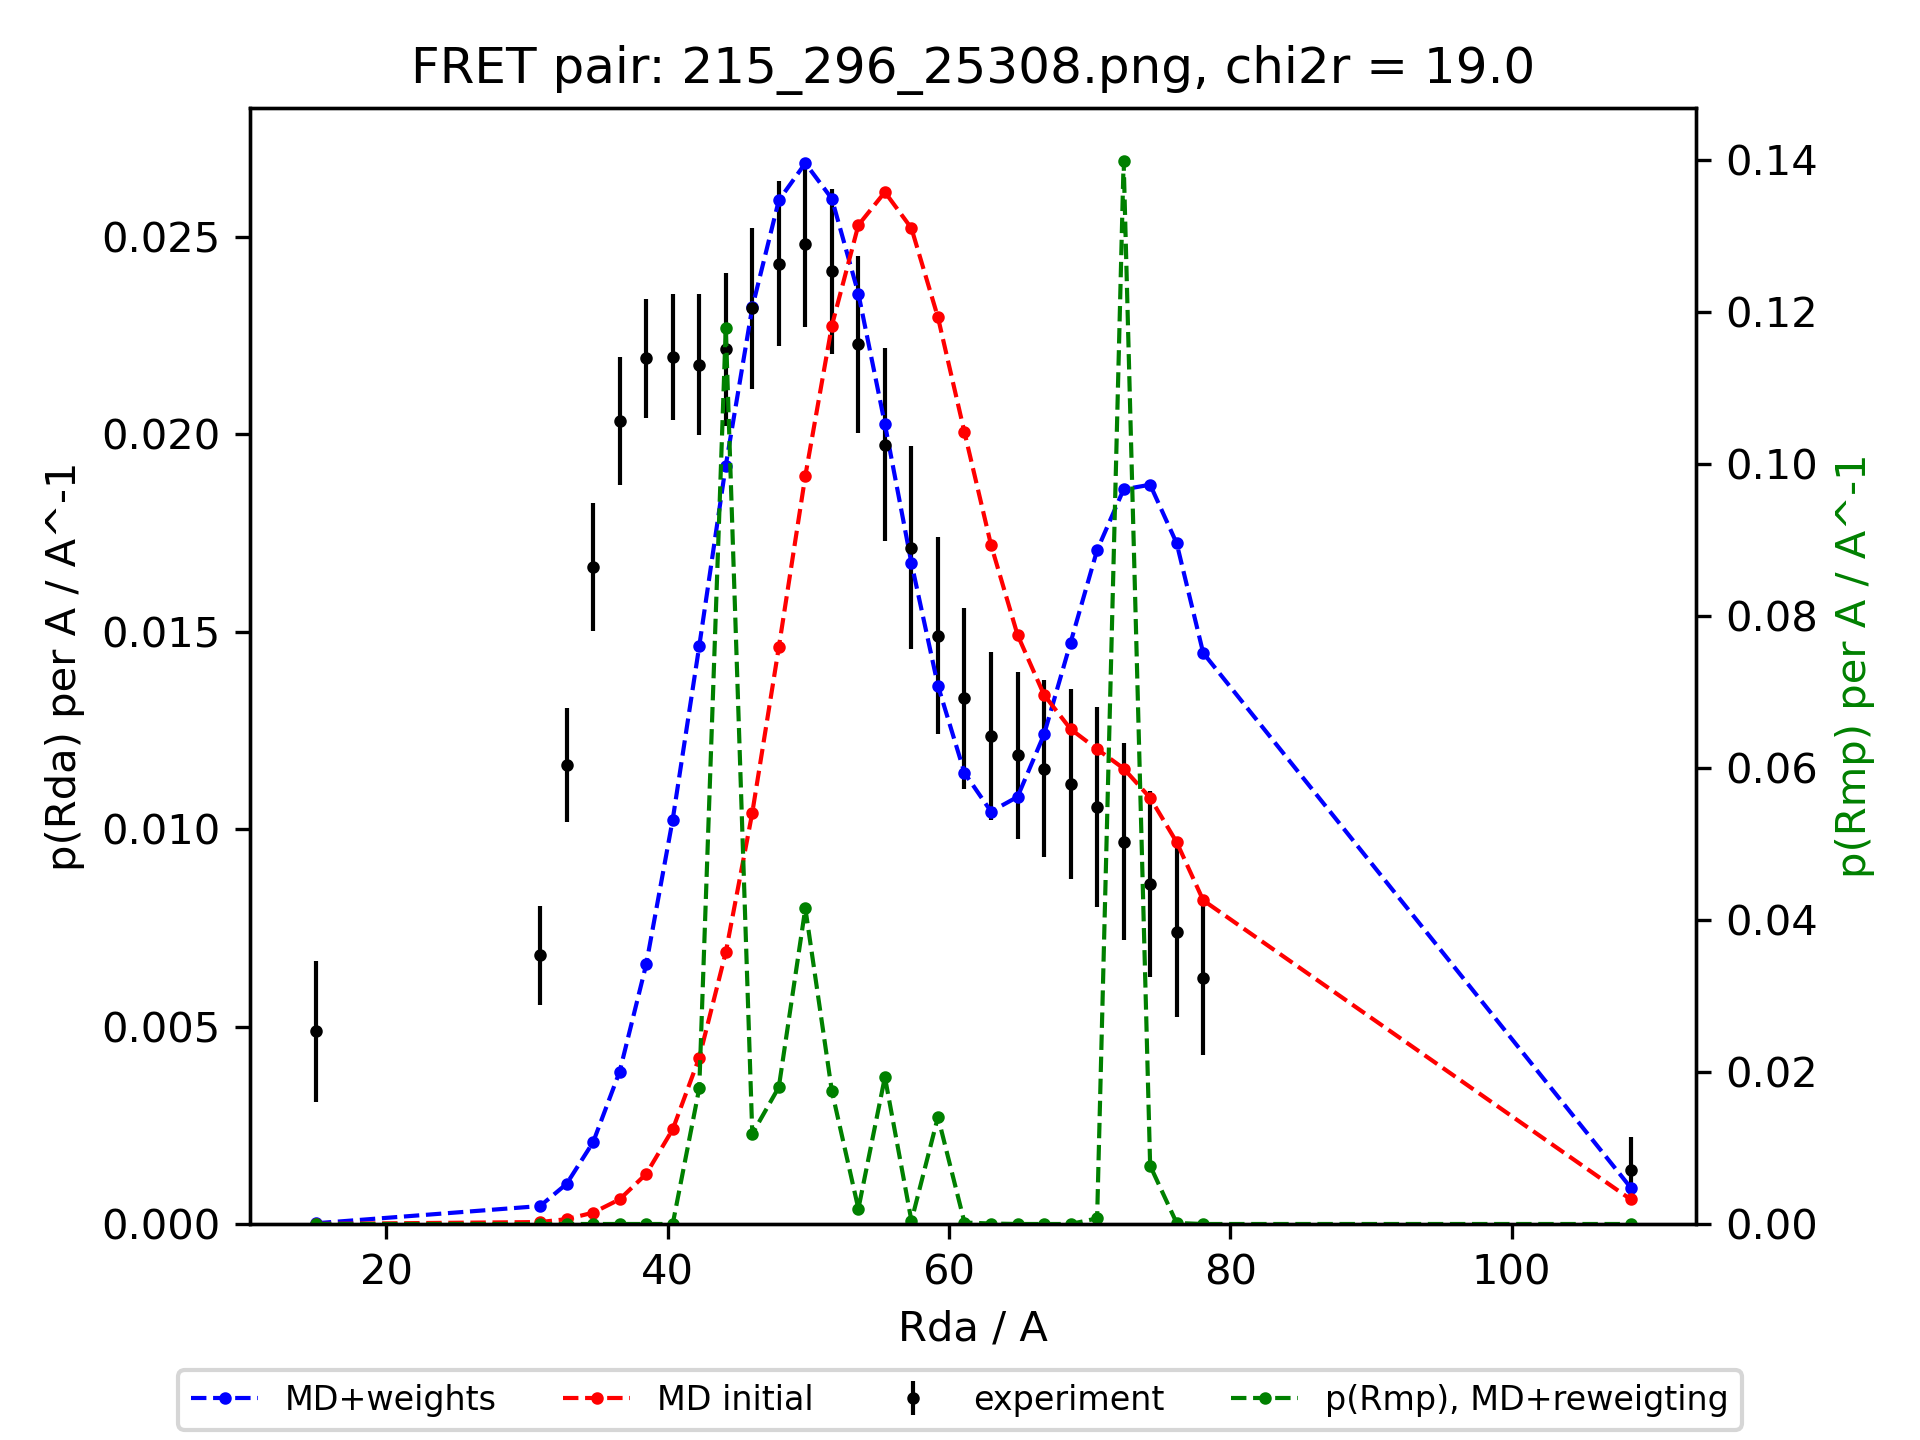 FRET pair: 215_296_25308.png, chi2r = 19.0
0.025
0.020
0.015
0.010
0.005
0.000
p(Rda) per A / A^-1
0.14
0.12
0.10
0.08
0.06
0.04
0.02
0.00
p(Rmp) per A / A^-1
20 40 60 80 100
Rda / A
MD+weights MD initial experiment p(Rmp), MD+reweigting